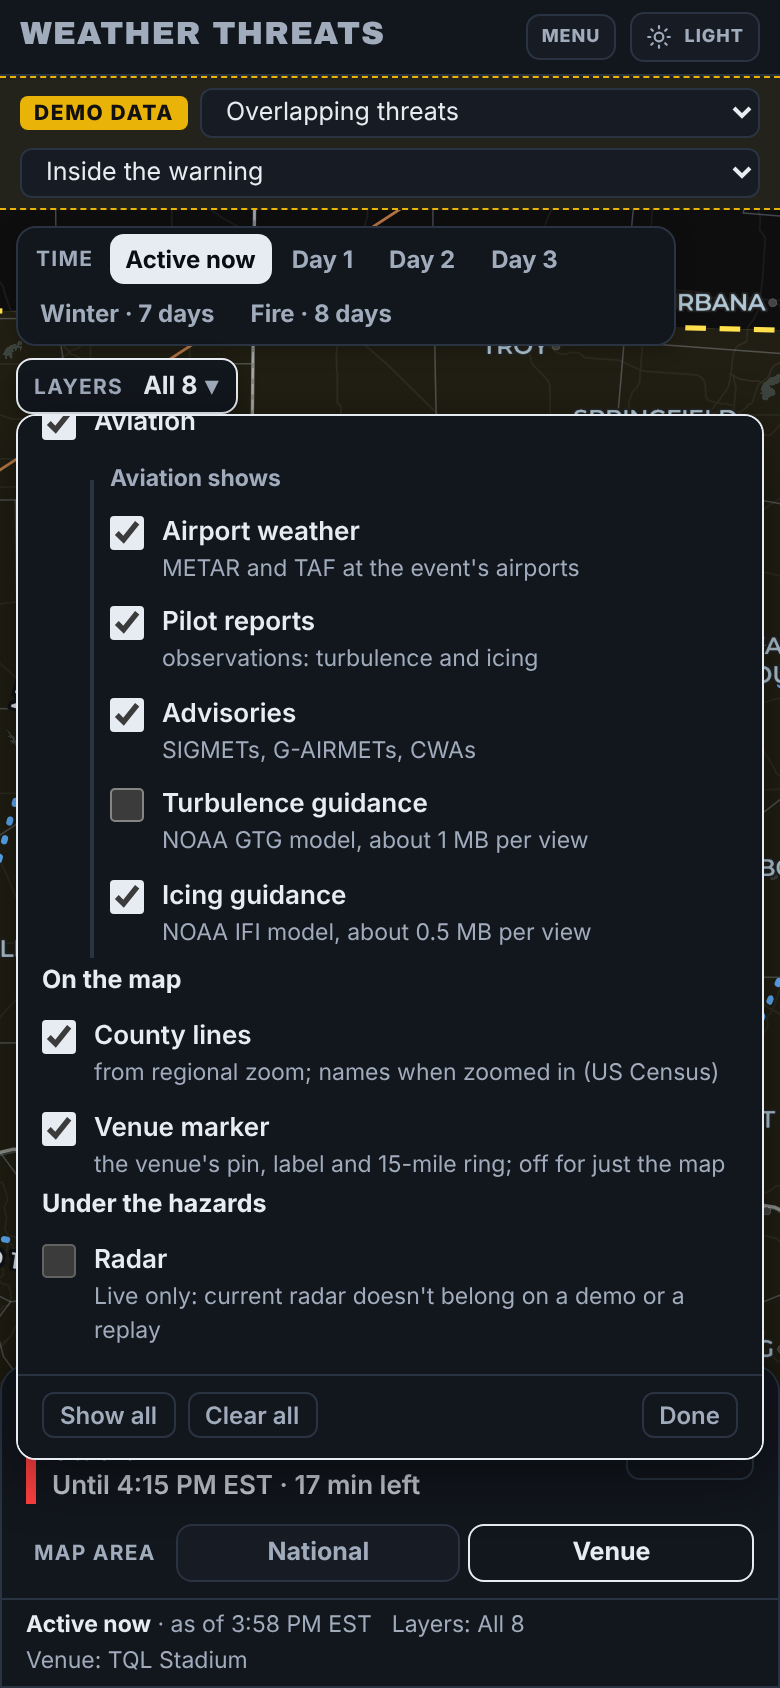 WEATHER THREATS
MENU
LIGHT
DEMO DATA
Overlapping threats
Inside the warning
TIME
Active now
Day 1
Day 2
Day 3
Winter · 7 days
Fire · 8 days
RBANA
TROY
SPRINGFIELD
LAYERS
All 8 ▾
Aviation
Aviation shows
Airport weather
METAR and TAF at the event's airports
Pilot reports
observations: turbulence and icing
Advisories
SIGMETs, G-AIRMETs, CWAs
Turbulence guidance
NOAA GTG model, about 1 MB per view
Icing guidance
NOAA IFI model, about 0.5 MB per view
On the map
County lines
from regional zoom; names when zoomed in (US Census)
Venue marker
the venue's pin, label and 15-mile ring; off for just the map
Under the hazards
Radar
Live only: current radar doesn't belong on a demo or a
replay
Show all
Clear all
Done
Until 4:15 PM EST · 17 min left
MAP AREA
National
Venue
Active now · as of 3:58 PM EST Layers: All 8
Venue: TQL Stadium